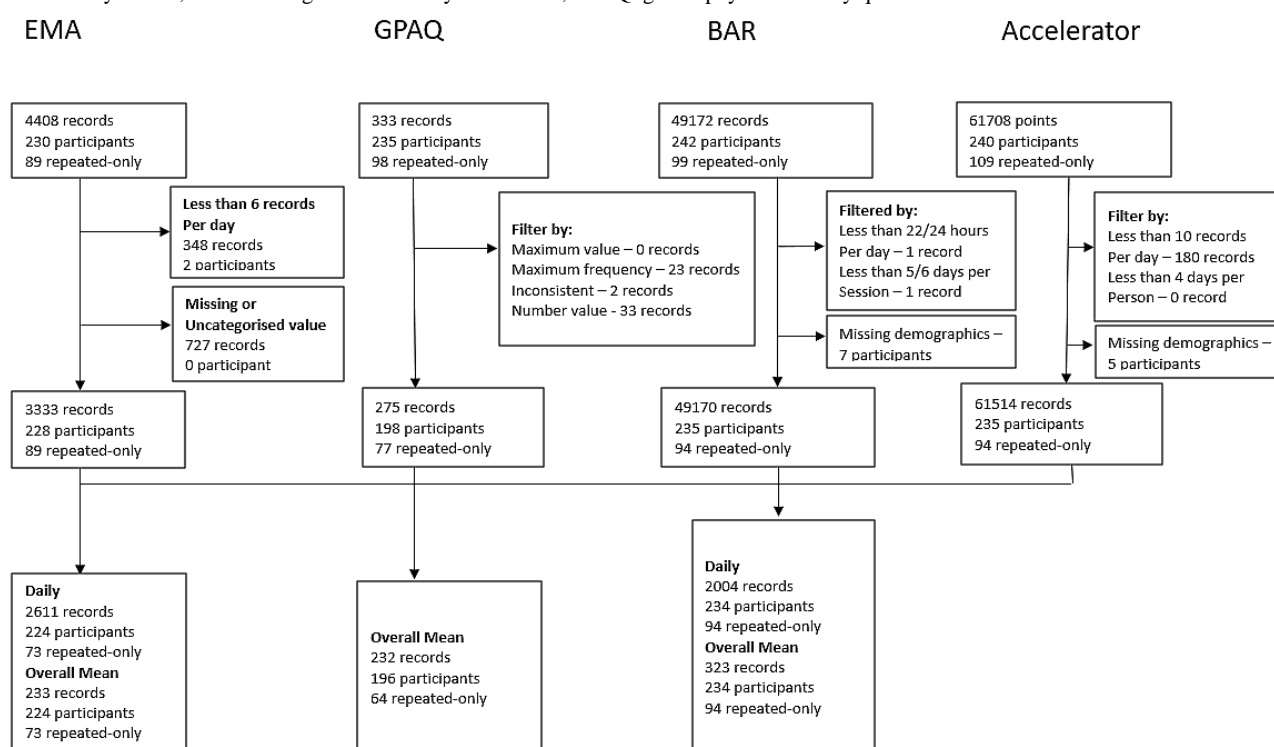 EMA
GPAQ
BAR
Accelerator
4408 records
230 participants
89 repeated-only
333 records
235 participants
98 repeated-only
49172 records
242 participants
99 repeated-only
61708 points
240 participants
109 repeated-only
Less than 6 records
Per day
348 records
2 participants
Missing or
Uncategorised value
727 records
0 participant
Filter by:
Maximum value – 0 records
Maximum frequency – 23 records
Inconsistent – 2 records
Number value - 33 records
Filtered by:
Less than 22/24 hours
Per day – 1 record
Less than 5/6 days per
Session – 1 record
Missing demographics –
7 participants
Filter by:
Less than 10 records
Per day – 180 records
Less than 4 days per
Person – 0 record
Missing demographics -
5 participants
3333 records
228 participants
89 repeated-only
275 records
198 participants
77 repeated-only
49170 records
235 participants
94 repeated-only
61514 records
235 participants
94 repeated-only
Daily
2611 records
224 participants
73 repeated-only
Overall Mean
233 records
224 participants
73 repeated-only
Overall Mean
232 records
196 participants
64 repeated-only
Daily
2004 records
234 participants
94 repeated-only
Overall Mean
323 records
234 participants
94 repeated-only